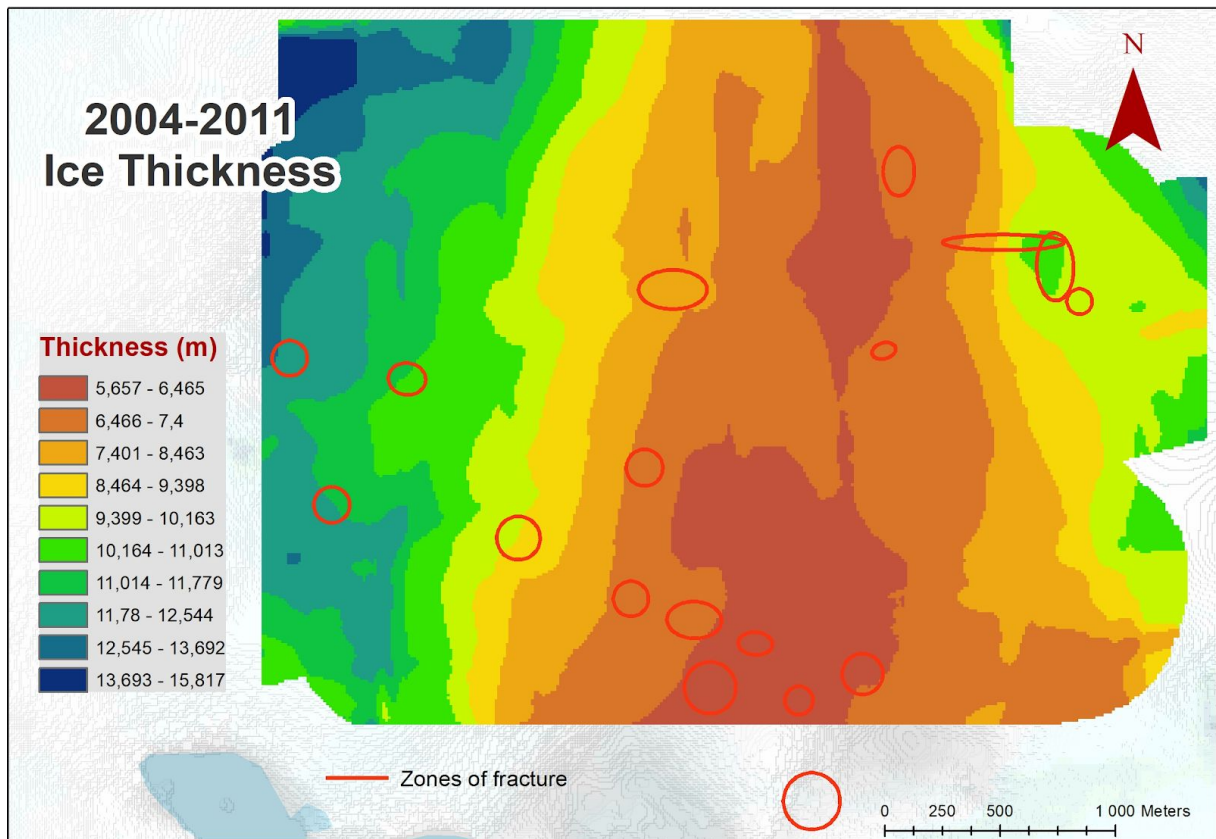 2004-2011
Ice Thickness
N
Thickness (m)
5,657 - 6,465
6,466 - 7,4
7,401 - 8,463
8,464 - 9,398
9,399 - 10,163
10,164 - 11,013
11,014 - 11,779
11,78 - 12,544
12,545 - 13,692
13,693 - 15,817
Zones of fracture
0 250 500 1 000 Meters